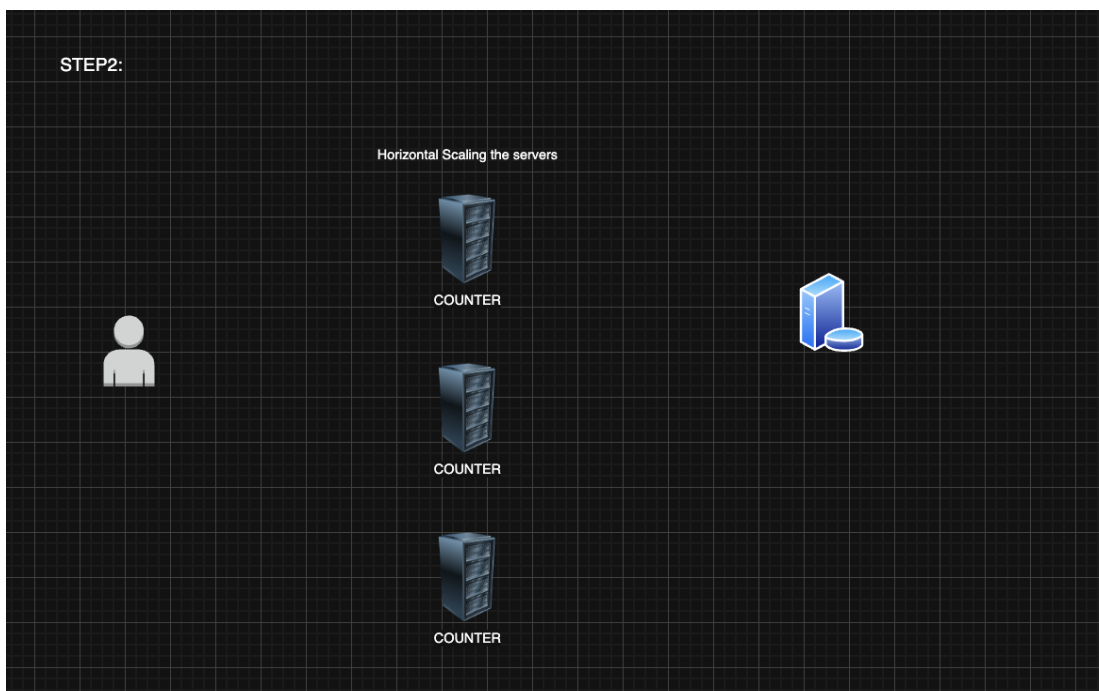 STEP2:
Horizontal Scaling the servers
COUNTER
COUNTER
COUNTER